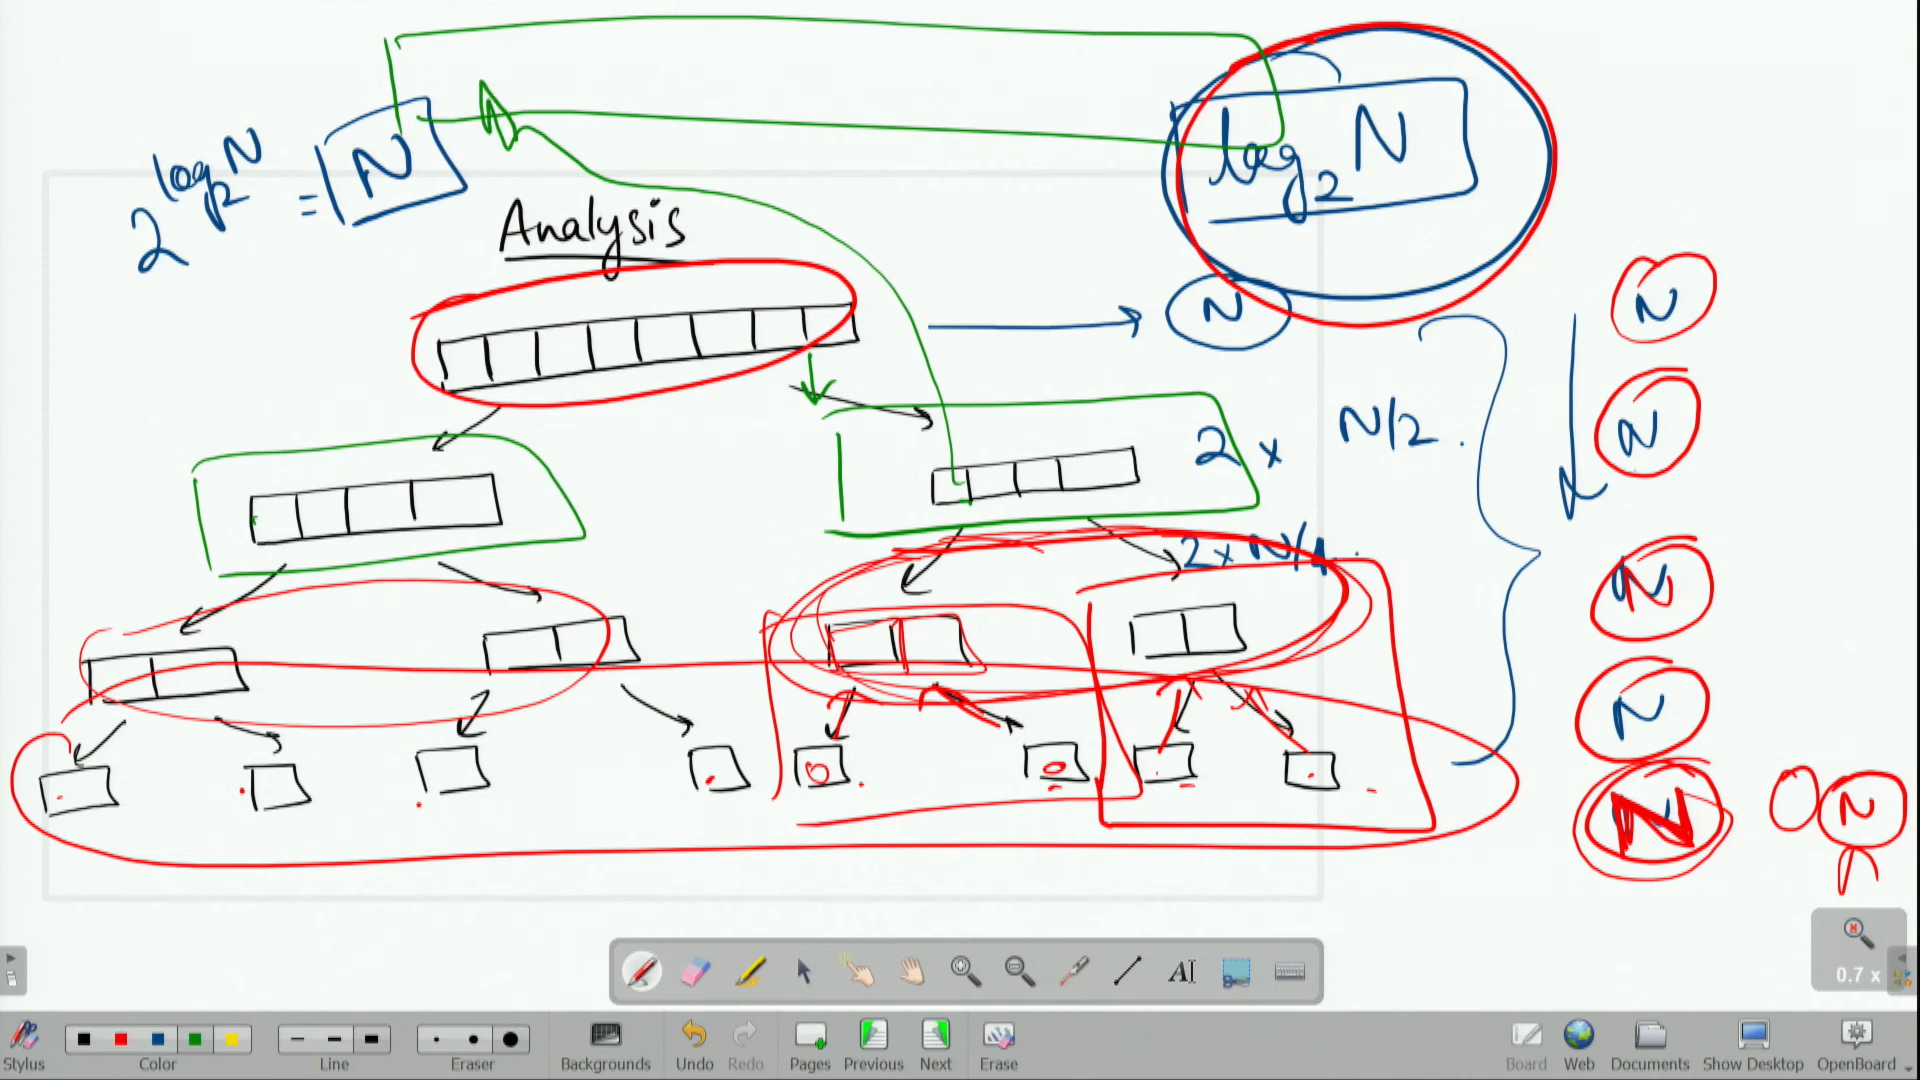 2^log₂N = N
log₂ N
Analysis
N
N
2 × N/2.
N
2 × N/4.
N
N
N
N
0.7 x
Stylus
Color
Line
Eraser
Backgrounds
Undo
Redo
Pages
Previous
Next
Erase
Board
Web
Documents
Show Desktop
OpenBoard